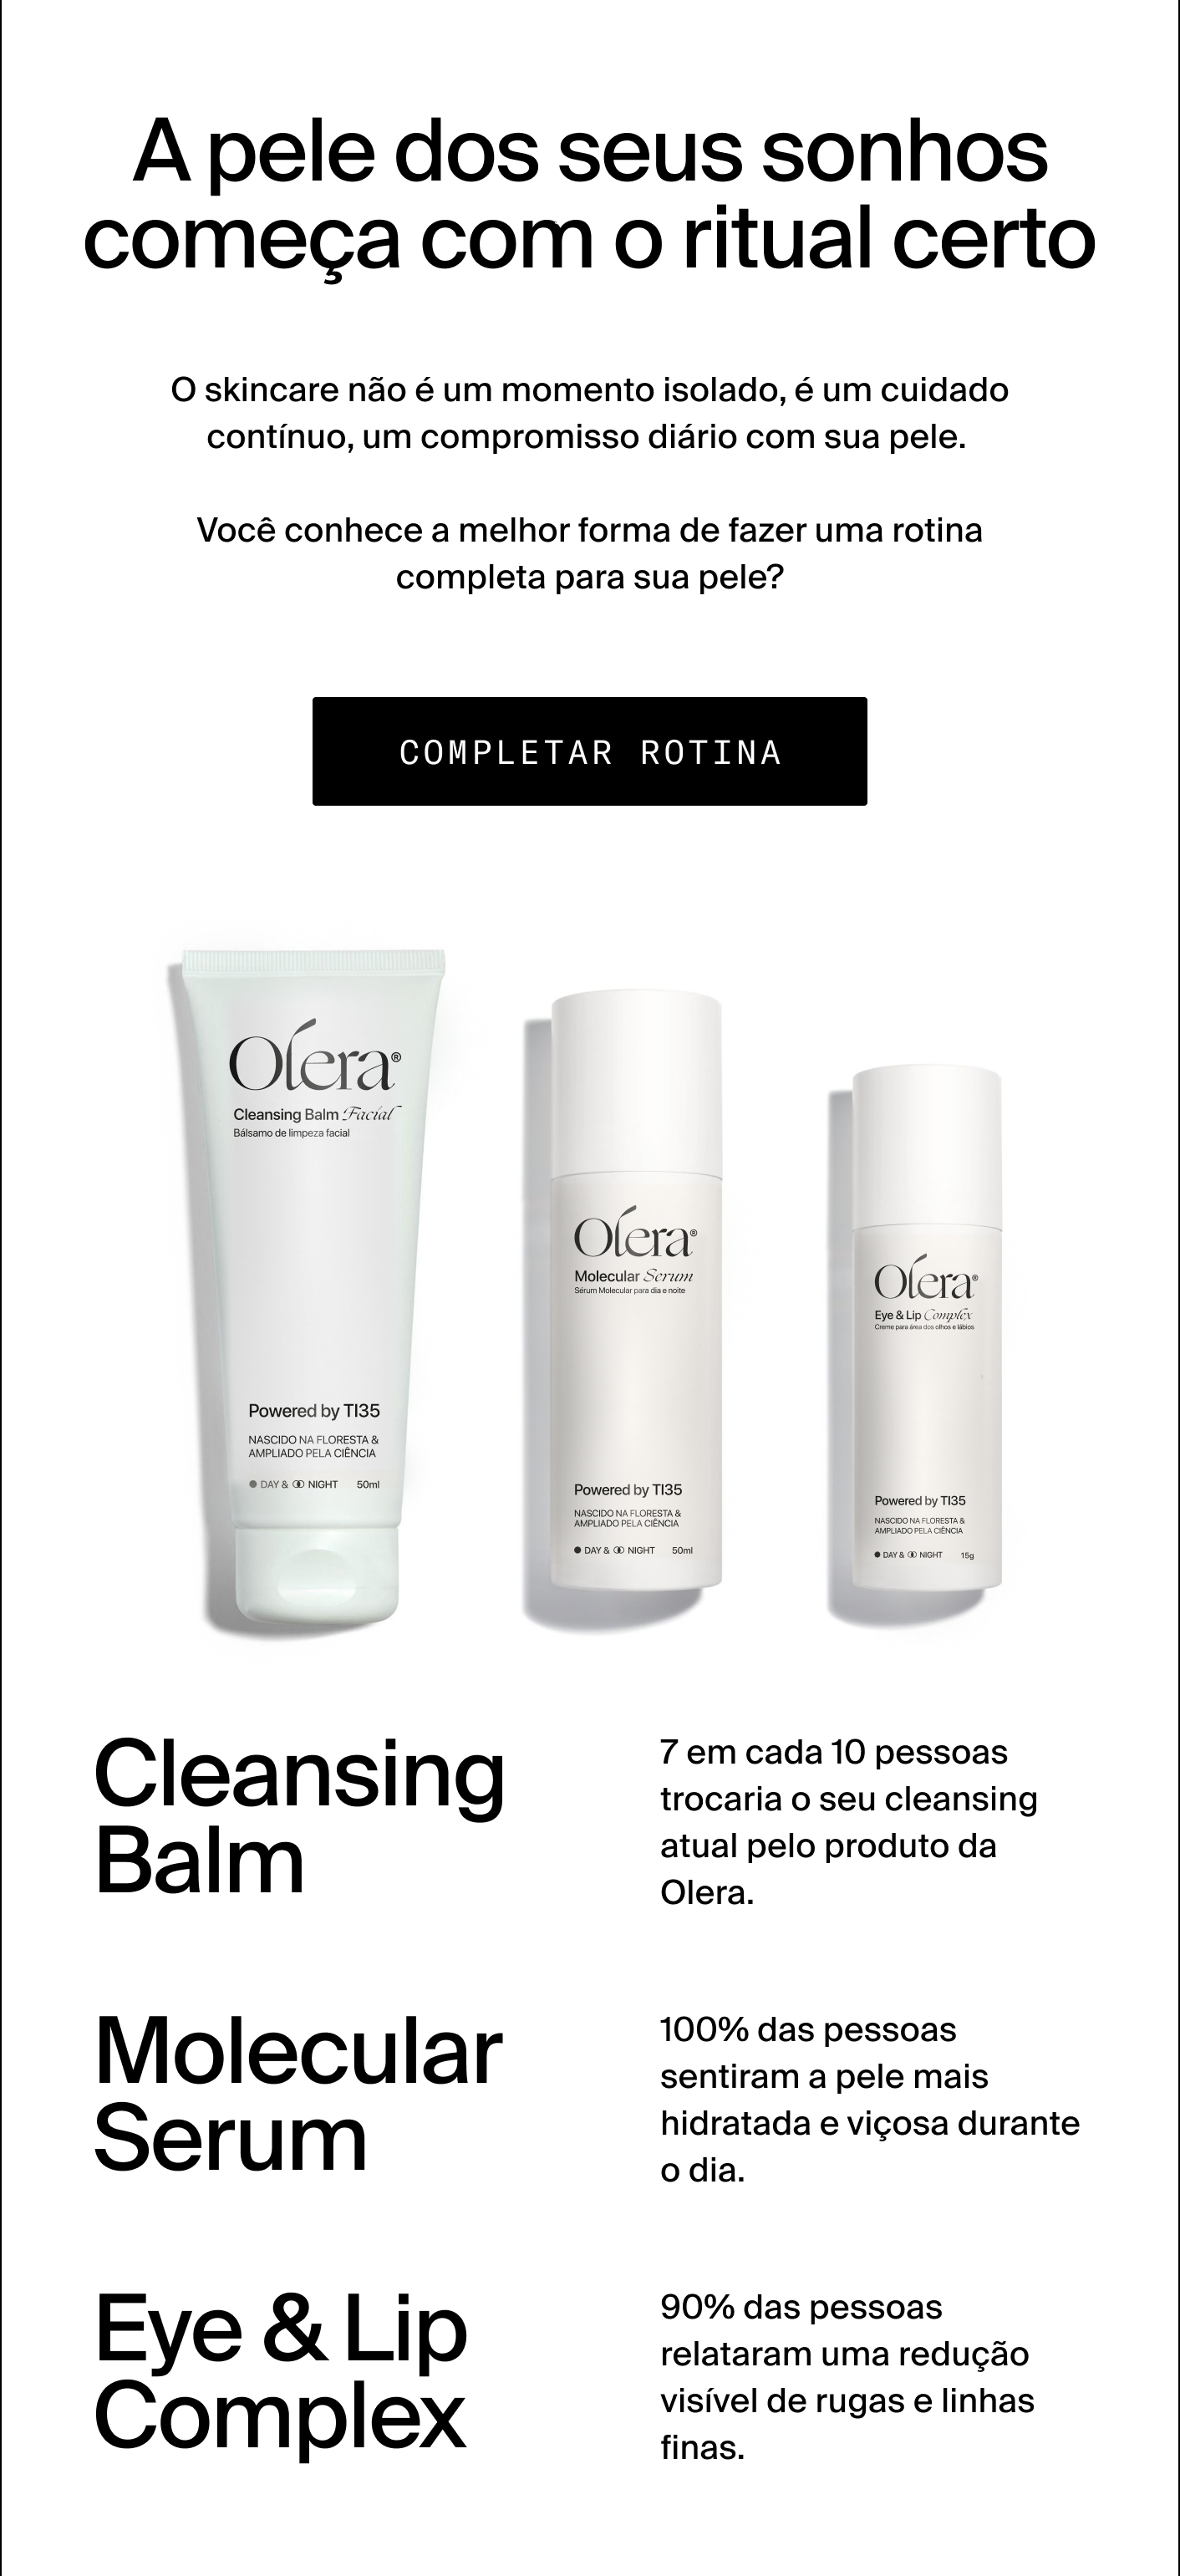 A pele dos seus sonhos
começa com o ritual certo
O skincare não é um momento isolado, é um cuidado
contínuo, um compromisso diário com sua pele.
Você conhece a melhor forma de fazer uma rotina
completa para sua pele?
COMPLETAR ROTINA
Olera®
Cleansing Balm Facial
Bálsamo de limpeza facial
Powered by TI35
NASCIDO NA FLORESTA &
AMPLIADO PELA CIÊNCIA
DAY & NIGHT 50ml
Olera®
Molecular Serum
Sérum Molecular para dia e noite
Powered by TI35
NASCIDO NA FLORESTA &
AMPLIADO PELA CIÊNCIA
DAY & NIGHT 50ml
Olera®
Eye & Lip Complex
Creme para área dos olhos e lábios
Powered by TI35
NASCIDO NA FLORESTA &
AMPLIADO PELA CIÊNCIA
DAY & NIGHT 15g
Cleansing
Balm
7 em cada 10 pessoas
trocaria o seu cleansing
atual pelo produto da
Olera.
Molecular
Serum
100% das pessoas
sentiram a pele mais
hidratada e viçosa durante
o dia.
Eye & Lip
Complex
90% das pessoas
relataram uma redução
visível de rugas e linhas
finas.